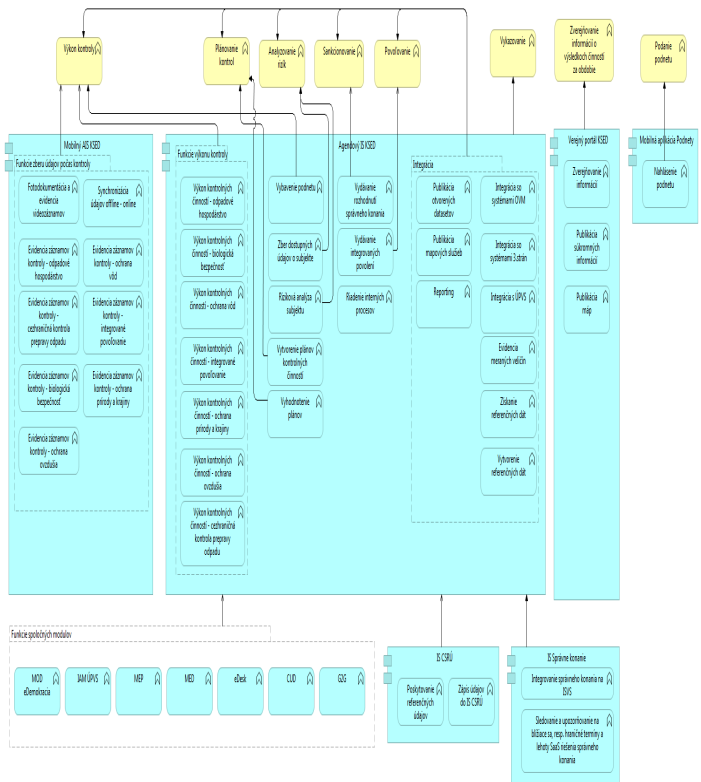 Výkon kontroly
Plánovanie
kontrol
Analyzovanie
rizík
Sankcionovanie
Povoľovanie
Vykazovanie
Zverejňovanie
informácií o
výsledkoch činností
za obdobie
Podanie
podnetu
Mobilný AIS KSED
Funkcie zberu údajov počas kontroly
Fotodokumentácia a
evidencia
videozáznamov
Synchronizácia
údajov offline - online
Evidencia záznamov
kontroly - odpadové
hospodárstvo
Evidencia záznamov
kontroly - ochrana
vôd
Evidencia záznamov
kontroly -
cezhraničná kontrola
prepravy odpadu
Evidencia záznamov
kontroly -
integrované
povoľovanie
Evidencia záznamov
kontroly - biologická
bezpečnosť
Evidencia záznamov
kontroly - ochrana
prírody a krajiny
Evidencia záznamov
kontroly - ochrana
ovzdušia
Agendový IS KSED
Funkcie výkonu kontroly
Výkon kontrolných
činností - odpadové
hospodárstvo
Výkon kontrolných
činností - biologická
bezpečnosť
Výkon kontrolných
činností - ochrana vôd
Výkon kontrolných
činností - integrované
povoľovanie
Výkon kontrolných
činností - ochrana
prírody a krajiny
Výkon kontrolných
činností - ochrana
ovzdušia
Výkon kontrolných
činností - cezhraničná
kontrola prepravy
odpadu
Vybavenie podnetu
Zber dostupných
údajov o subjekte
Riziková analýza
subjektu
Vytvorenie plánov
kontrolných
činností
Vyhodnotenie
plánov
Vydávanie
rozhodnutí
správneho konania
Vydávanie
integrovaných
povolení
Riadenie interných
procesov
Integrácia
Publikácia
otvorených
datasetov
Publikácia
mapových služieb
Reporting
Integrácia so
systémami OVM
Integrácia so
systémami 3.strán
Integrácia s ÚPVS
Evidencia
meraných veličín
Získanie
referenčných dát
Vytvorenie
referenčných dát
Verejný portál KSED
Zverejňovanie
informácií
Publikácia
súkromných
informácií
Publikácia
máp
Mobilná aplikácia Podnety
Nahlásenie
podnetu
Funkcie spoločných modulov
MOD
eDemokracia
IAM ÚPVS
MEP
MED
eDesk
CUD
G2G
IS CSRÚ
Poskytovanie
referenčných
údajov
Zápis údajov
do IS CSRÚ
IS Správne konanie
Integrovanie správneho konania na
ISVS
Sledovanie a upozorňovanie na
blížiace sa, resp. hraničné termíny a
lehoty SaaS riešenia správneho
konania